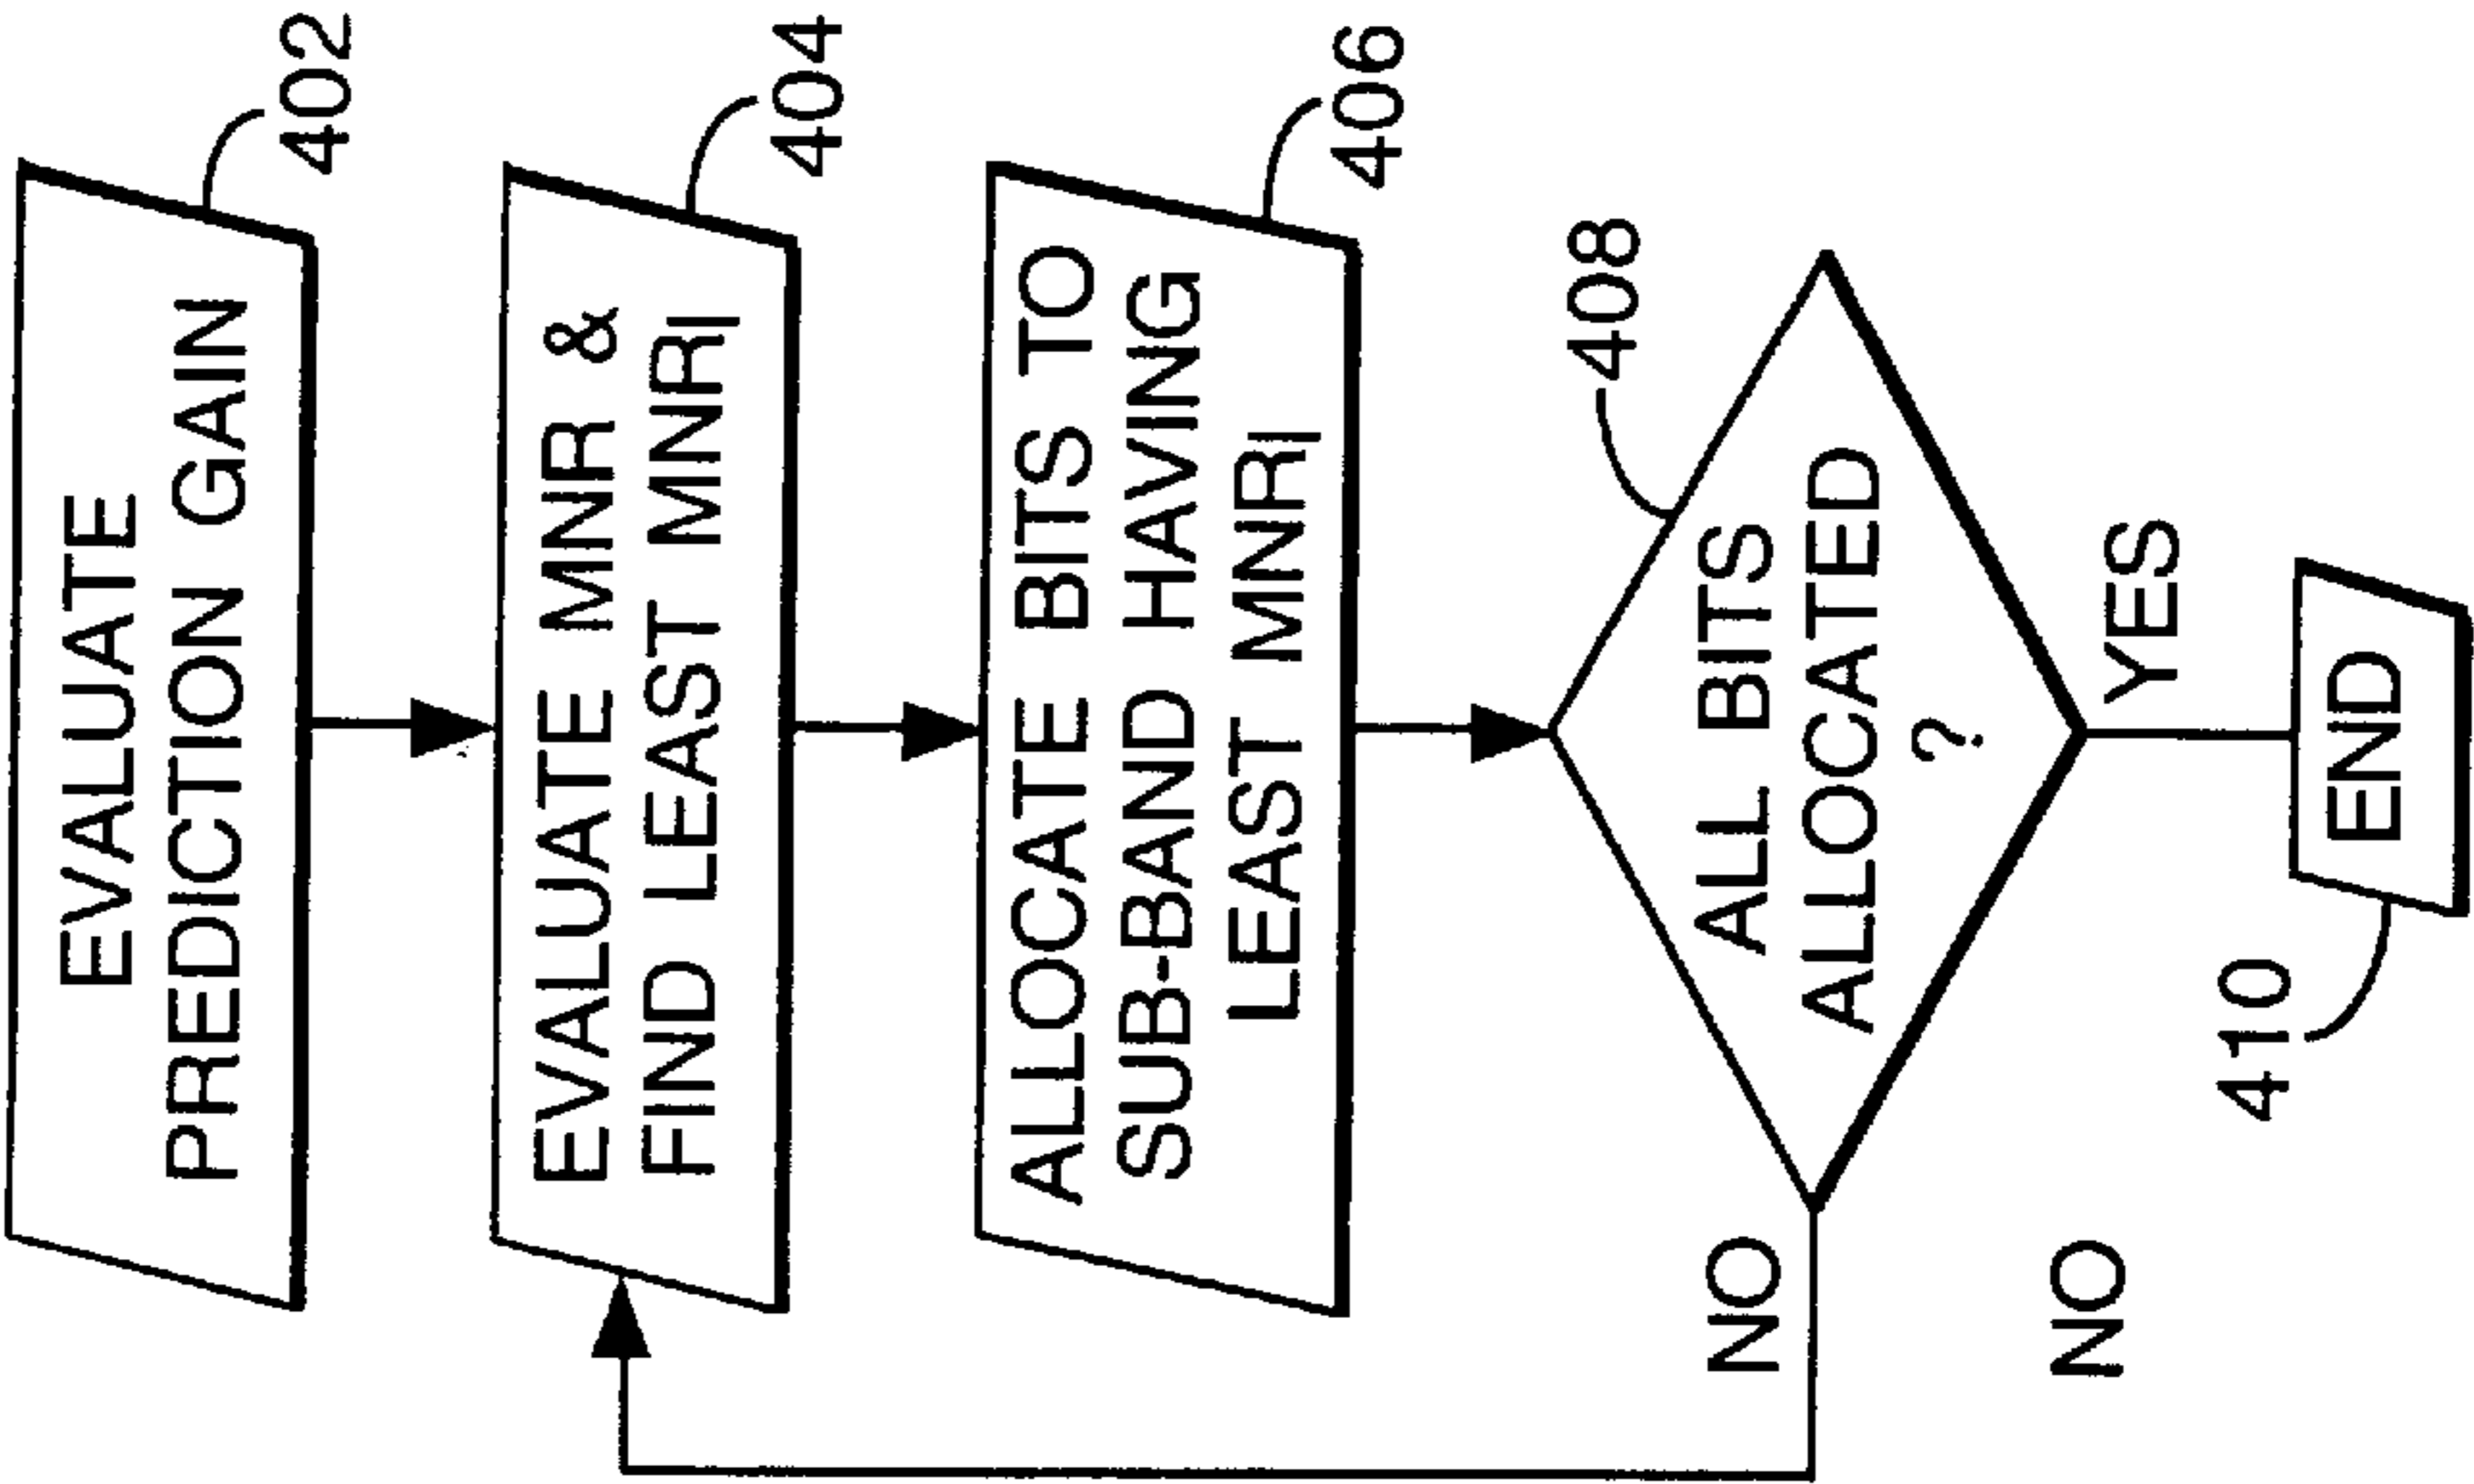 EVALUATE
PREDICTION GAIN
402
EVALUATE MNR &
FIND LEAST MNRI
404
ALLOCATE BITS TO
SUB-BAND HAVING
LEAST MNRI
406
408
ALL BITS
ALLOCATED
?
NO
YES
NO
410
END